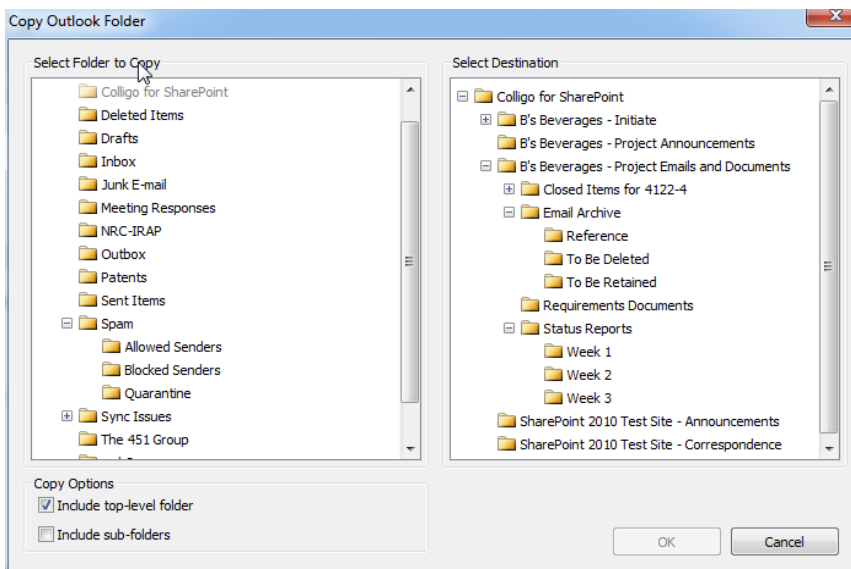 Copy Outlook Folder
Select Folder to Copy
Colligo for SharePoint
Deleted Items
Drafts
Inbox
Junk E-mail
Meeting Responses
NRC-IRAP
Outbox
Patents
Sent Items
Spam
Allowed Senders
Blocked Senders
Quarantine
Sync Issues
The 451 Group
Select Destination
Colligo for SharePoint
B's Beverages - Initiate
B's Beverages - Project Announcements
B's Beverages - Project Emails and Documents
Closed Items for 4122-4
Email Archive
Reference
To Be Deleted
To Be Retained
Requirements Documents
Status Reports
Week 1
Week 2
Week 3
SharePoint 2010 Test Site - Announcements
SharePoint 2010 Test Site - Correspondence
Copy Options
Include top-level folder
Include sub-folders
OK
Cancel